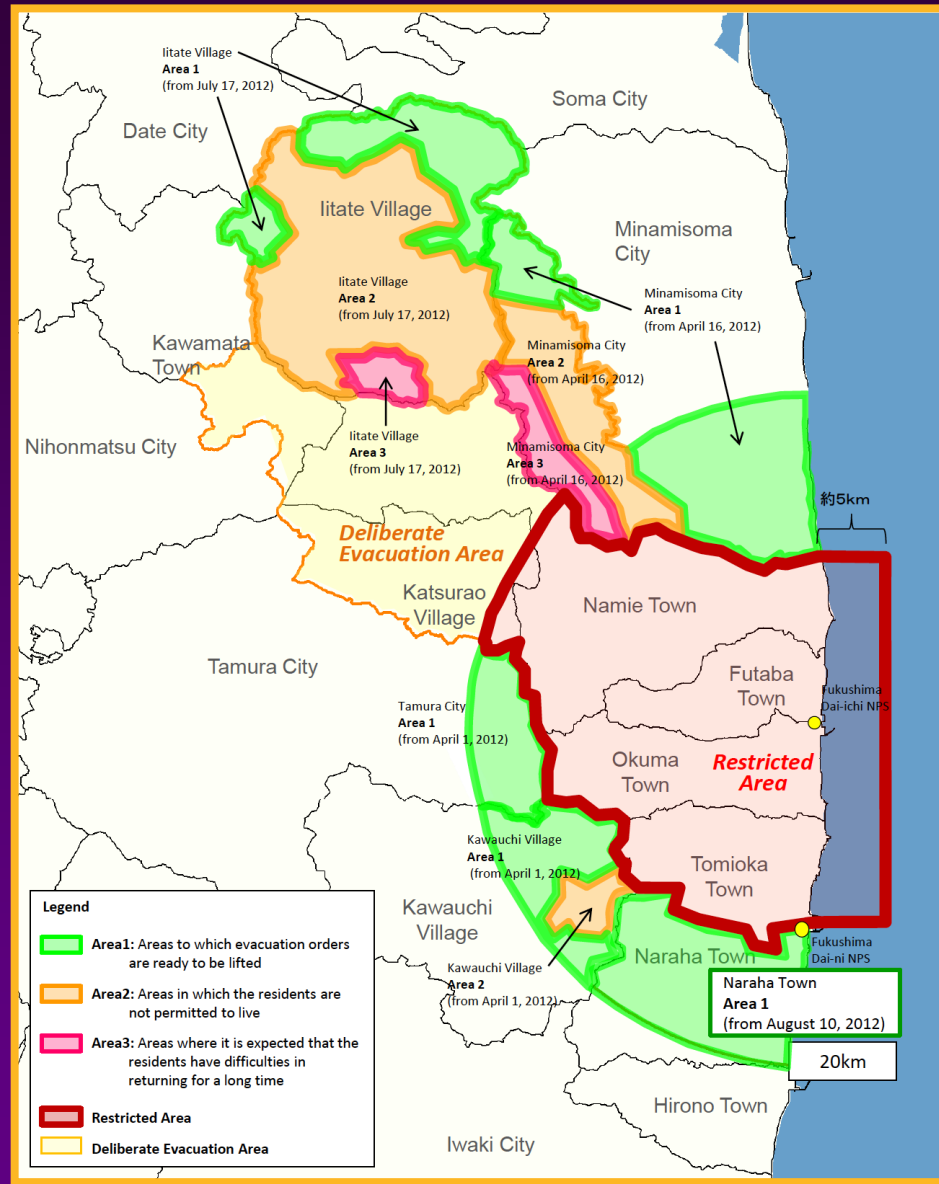 Iitate Village
Area 1
(from July 17, 2012)
Soma City
Date City
Iitate Village
Minamisoma
City
Iitate Village
Area 2
(from July 17, 2012)
Minamisoma City
Area 1
(from April 16, 2012)
Kawamata
Town
Minamisoma City
Area 2
(from April 16, 2012)
Nihonmatsu City
Iitate Village
Area 3
(from July 17, 2012)
Minamisoma City
Area 3
(from April 16, 2012)
約5km
Deliberate
Evacuation Area
Katsurao
Village
Namie Town
Tamura City
Futaba
Town
Fukushima
Dai-ichi NPS
Tamura City
Area 1
(from April 1, 2012)
Okuma
Town
Restricted
Area
Kawauchi Village
Area 1
(from April 1, 2012)
Tomioka
Town
Kawauchi
Village
Kawauchi Village
Area 2
(from April 1, 2012)
Naraha Town
Fukushima
Dai-ni NPS
Naraha Town
Area 1
(from August 10, 2012)
20km
Hirono Town
Iwaki City
Legend
Area1: Areas to which evacuation orders
are ready to be lifted
Area2: Areas in which the residents are
not permitted to live
Area3: Areas where it is expected that the
residents have difficulties in
returning for a long time
Restricted Area
Deliberate Evacuation Area